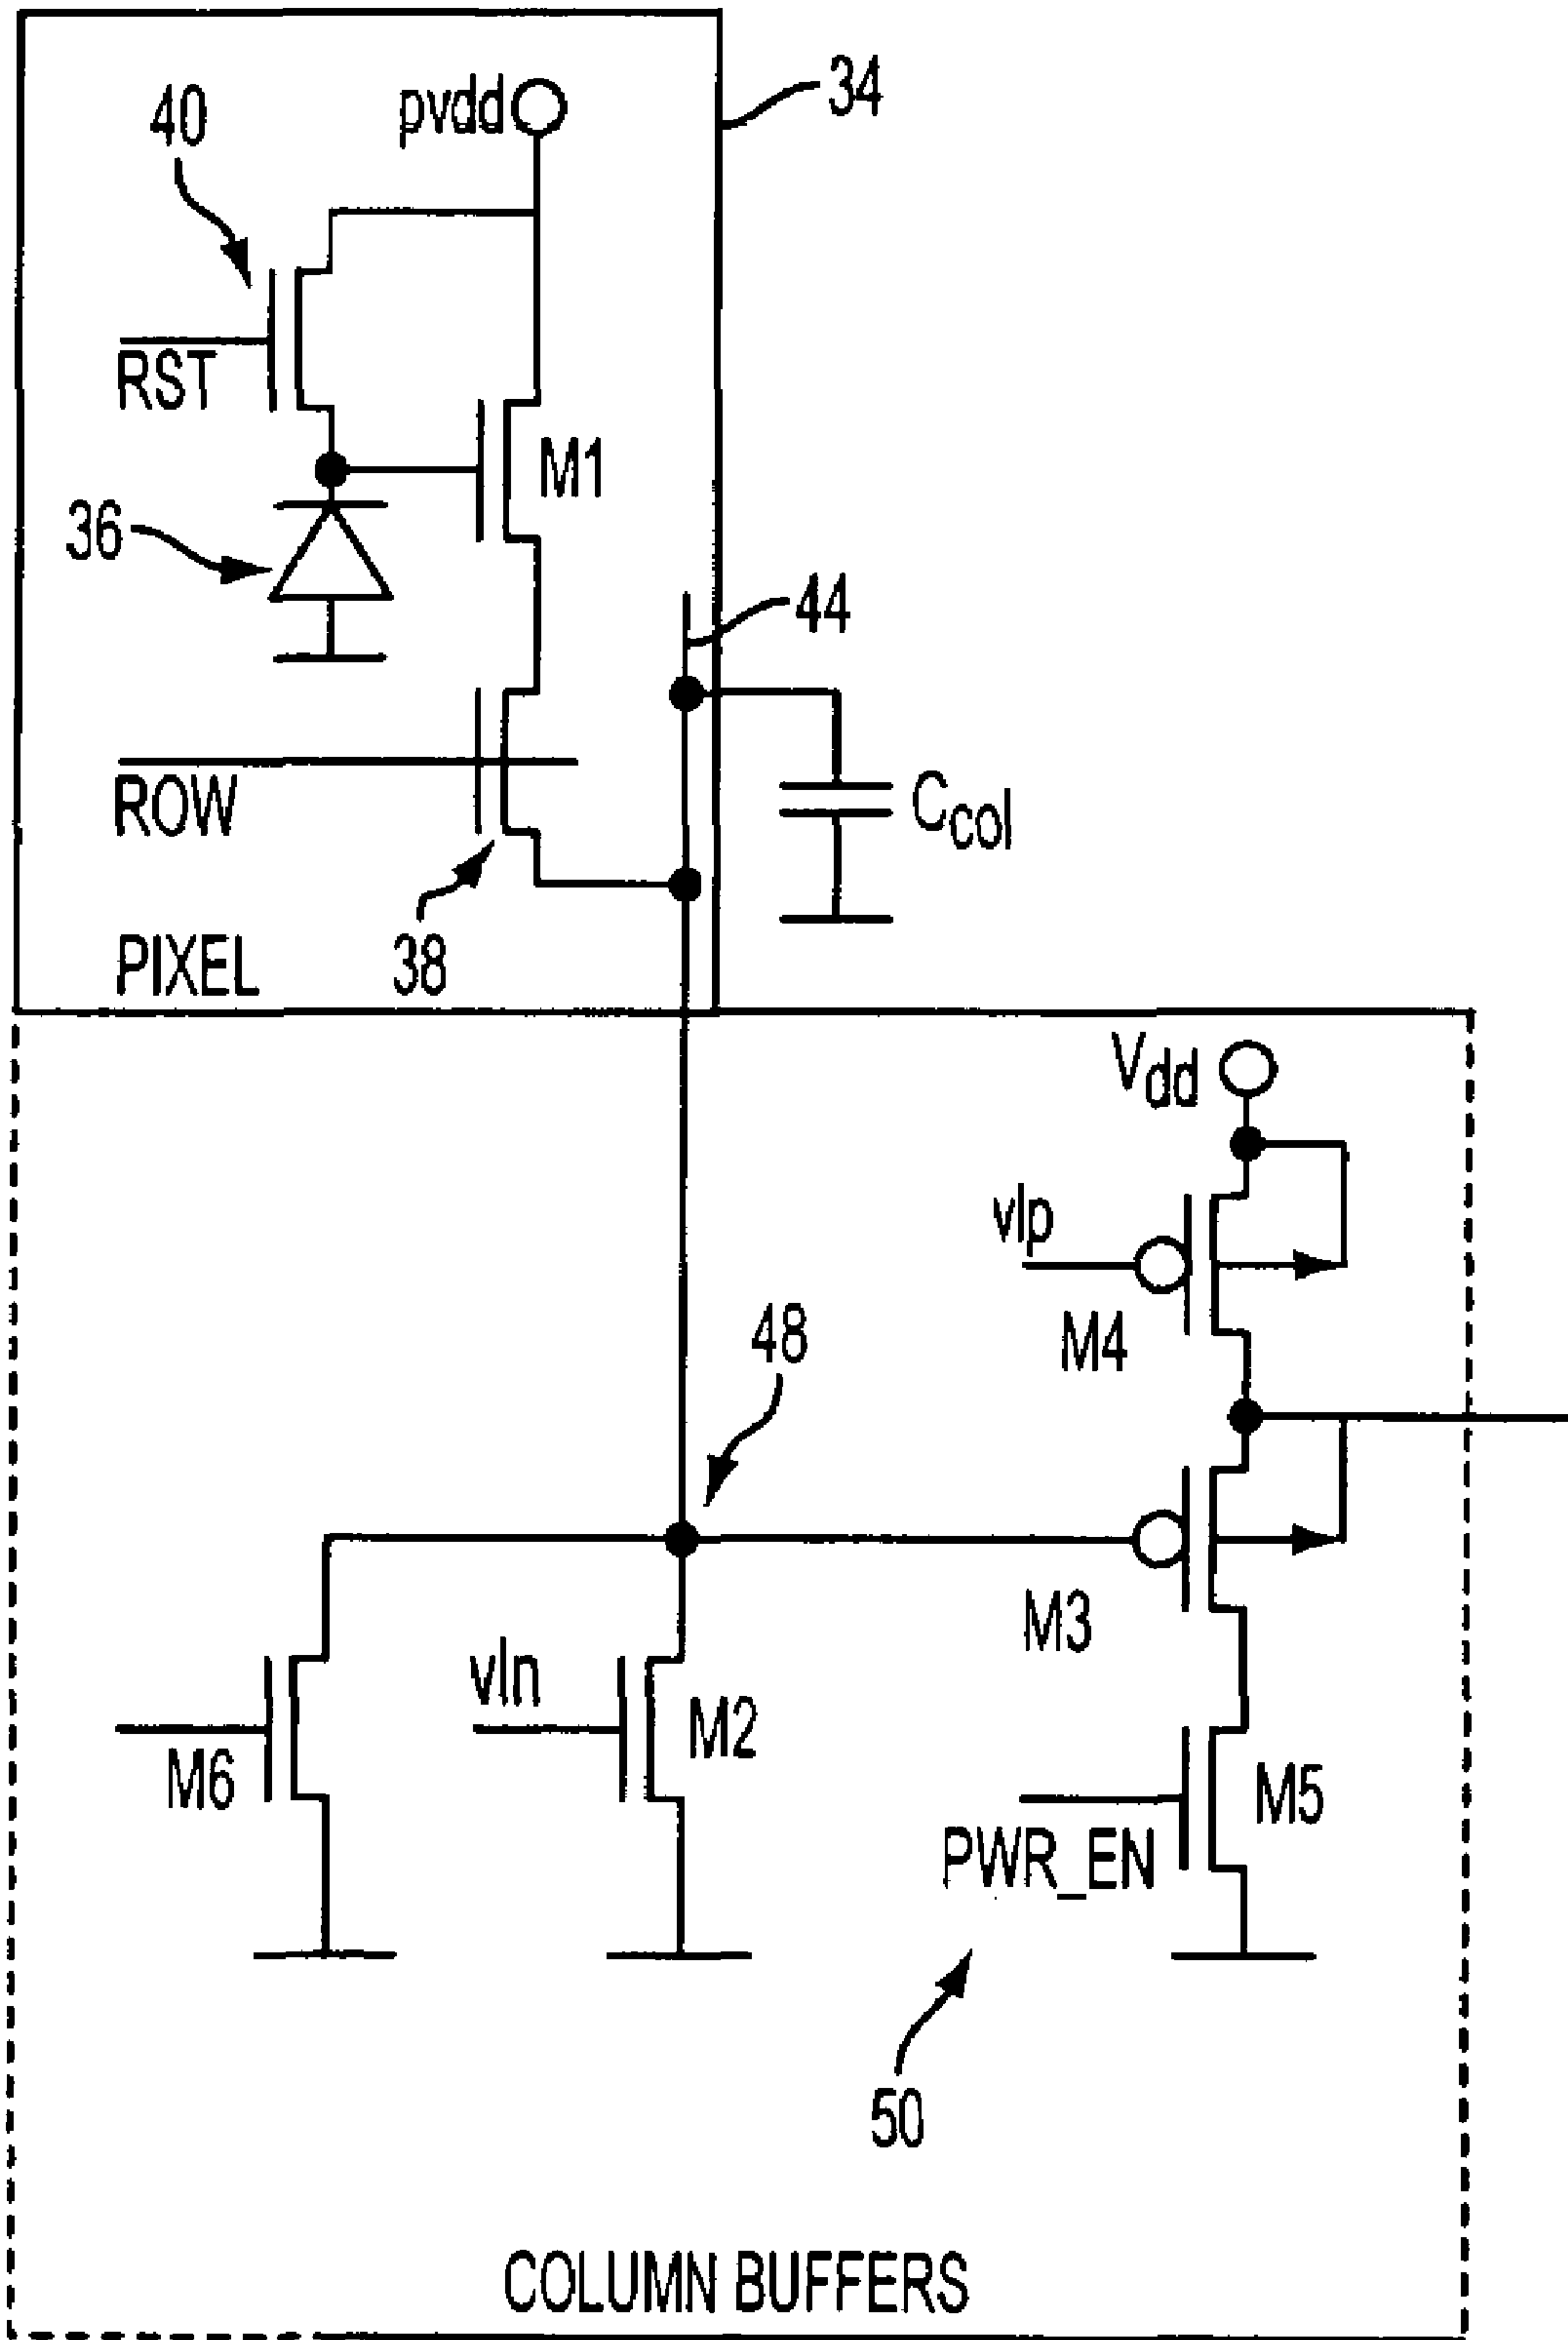 34
40
pvdd
RST
M1
36
44
ROW
Ccol
38
PIXEL
Vdd
vlp
M4
48
M3
vln
M2
M6
M5
PWR_EN
50
COLUMN BUFFERS